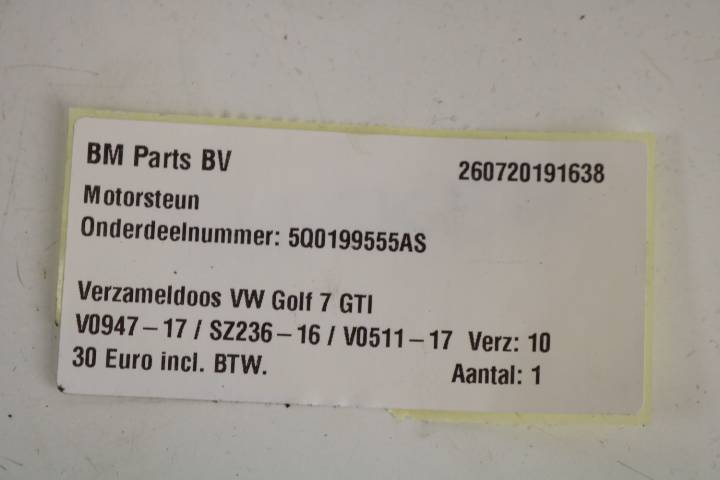 BM Parts BV 260720191638
Motorsteun
Onderdeelnummer: 5Q0199555AS
Verzameldoos VW Golf 7 GTI
V0947-17 / SZ236-16 / V0511-17 Verz: 10
30 Euro incl. BTW. Aantal: 1